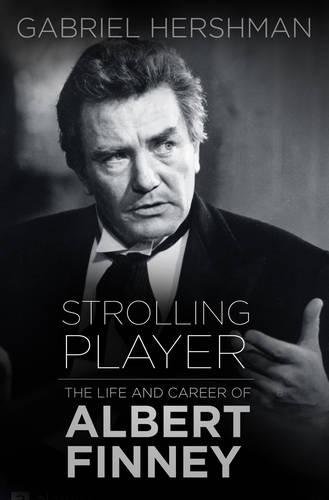 GABRIEL HERSHMAN
STROLLING
PLAYER
THE LIFE AND CAREER OF
ALBERT
FINNEY